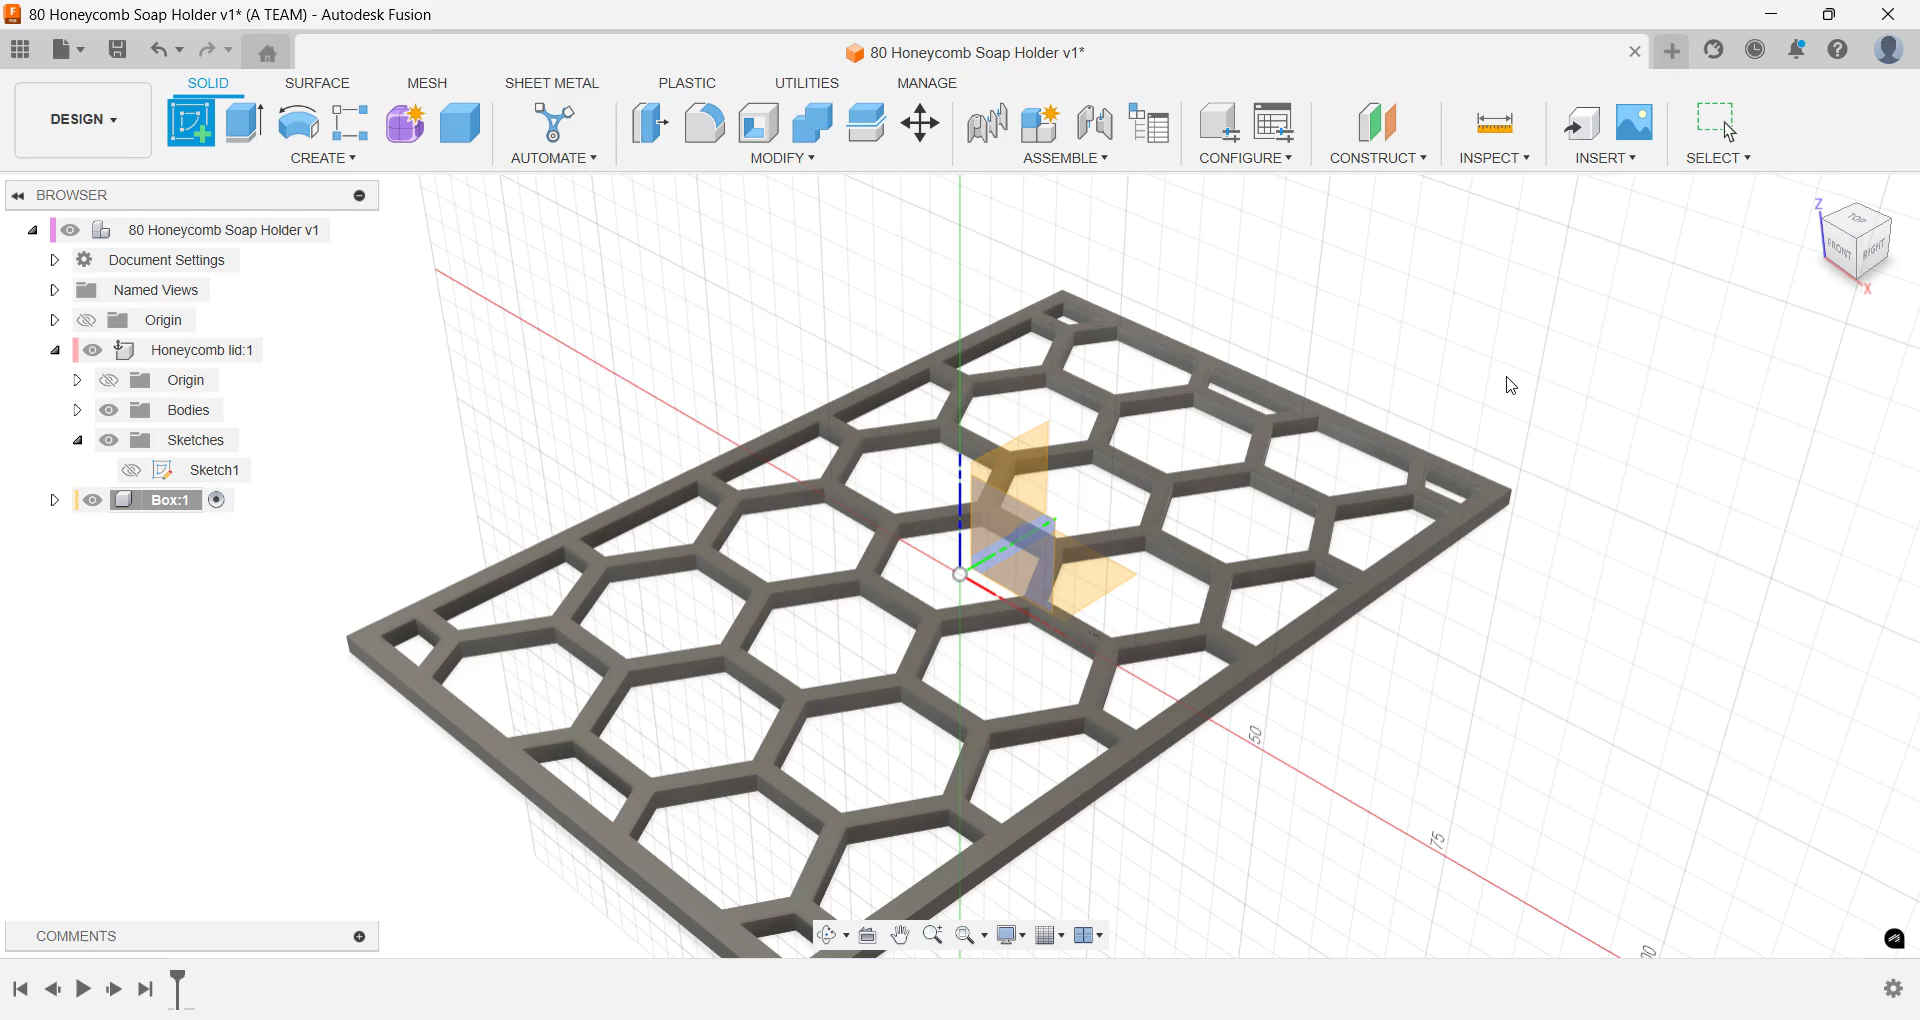 80 Honeycomb Soap Holder v1* (A TEAM) - Autodesk Fusion
80 Honeycomb Soap Holder v1*
SOLID SURFACE MESH SHEET METAL PLASTIC UTILITIES MANAGE
DESIGN
CREATE AUTOMATE MODIFY ASSEMBLE CONFIGURE CONSTRUCT INSPECT INSERT SELECT
BROWSER
80 Honeycomb Soap Holder v1
Document Settings
Named Views
Origin
Honeycomb lid:1
Origin
Bodies
Sketches
Sketch1
Box:1
Z
TOP
FRONT
RIGHT
X
50
75
COMMENTS